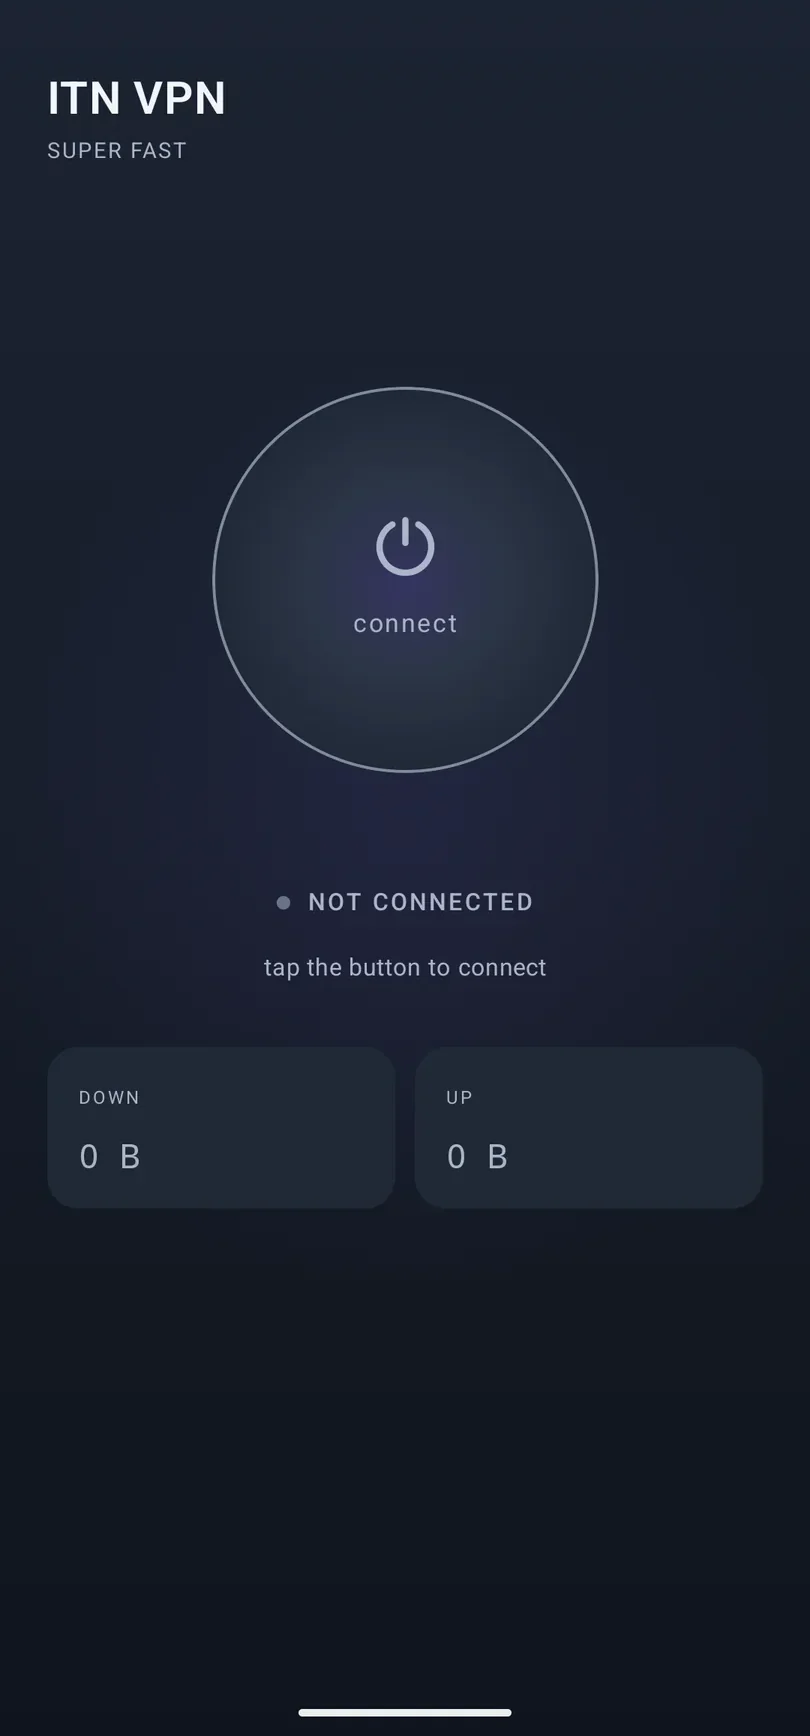 ITN VPN
SUPER FAST
connect
NOT CONNECTED
tap the button to connect
DOWN
0 B
UP
0 B